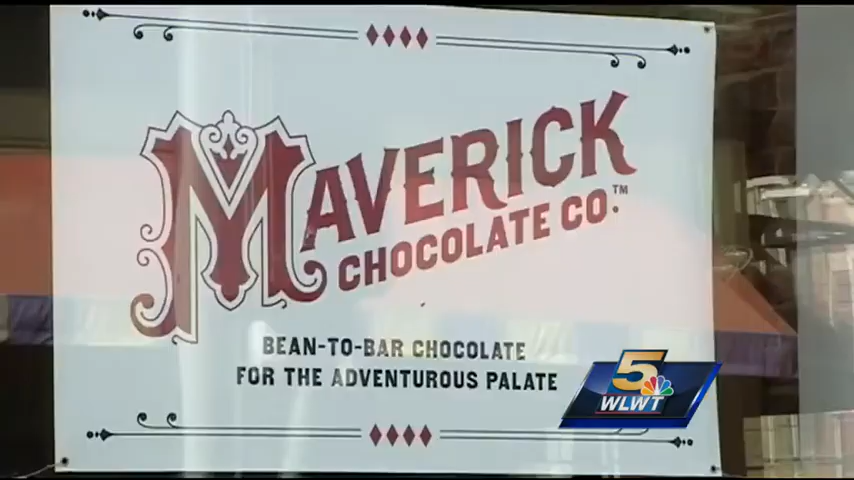 MAVERICK
CHOCOLATE CO.™
BEAN-TO-BAR CHOCOLATE
FOR THE ADVENTUROUS PALATE
5
WLWT